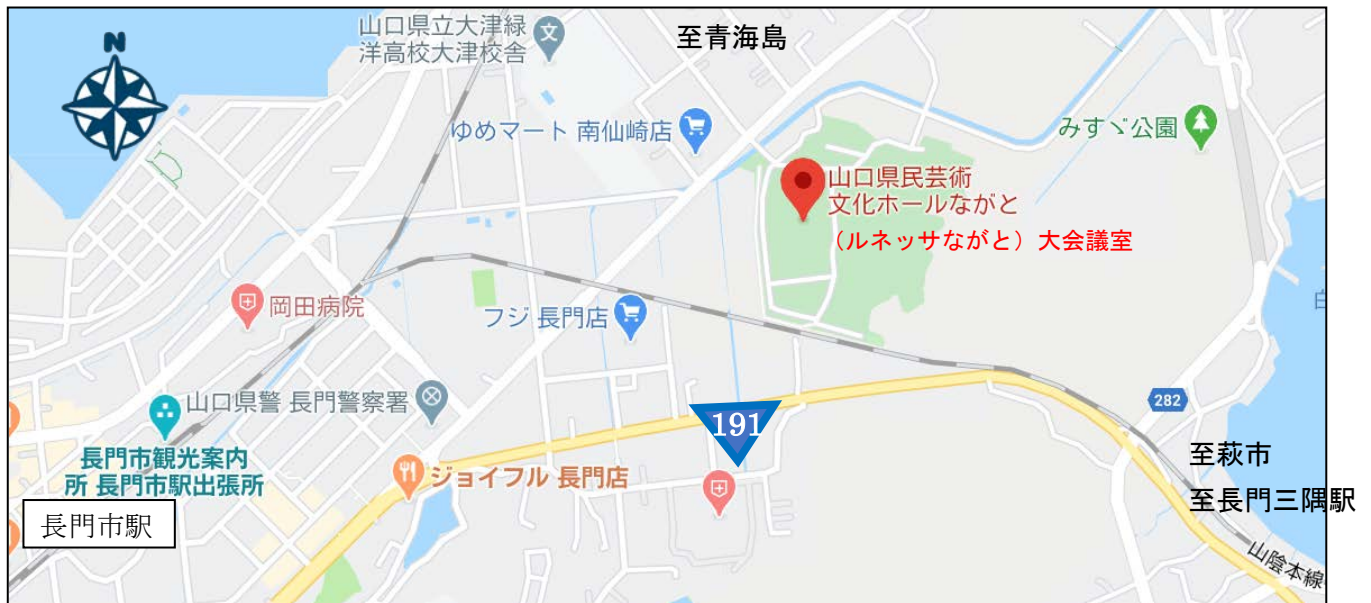 N
山口県立大津緑
洋高校大津校舎
文
至青海島
ゆめマート 南仙崎店
みすゞ公園
山口県民芸術
文化ホールながと
(ルネッサながと) 大会議室
岡田病院
フジ 長門店
白
山口県警 長門警察署
191
282
長門市観光案内
所 長門市駅出張所
ジョイフル 長門店
至萩市
至長門三隅駅
長門市駅
山陰本線